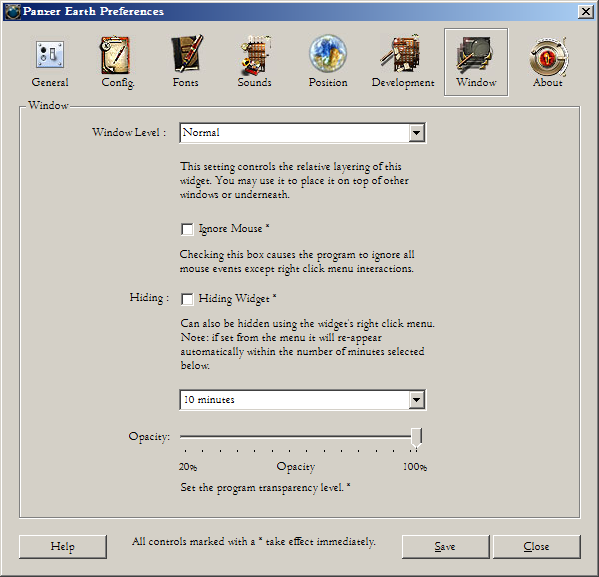 Panzer Earth Preferences
General Config. Fonts Sounds Position Development Window About
Window
Window Level : Normal
This setting controls the relative layering of this
widget. You may use it to place it on top of other
windows or underneath.
Ignore Mouse *
Checking this box causes the program to ignore all
mouse events except right click menu interactions.
Hiding : Hiding Widget *
Can also be hidden using the widget's right click menu.
Note: if set from the menu it will re-appear
automatically within the number of minutes selected
below.
10 minutes
Opacity:
20% Opacity 100%
Set the program transparency level. *
Help All controls marked with a * take effect immediately. Save Close